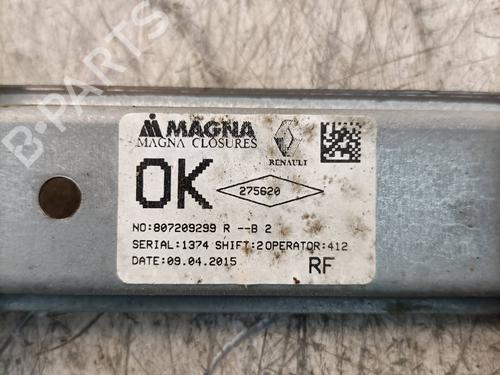 MAGNA
MAGNA CLOSURES
RENAULT
OK
275620
NO:807209299 R --B 2
SERIAL:1374 SHIFT:2OPERATOR:412
DATE:09.04.2015
RF
B-PARTS